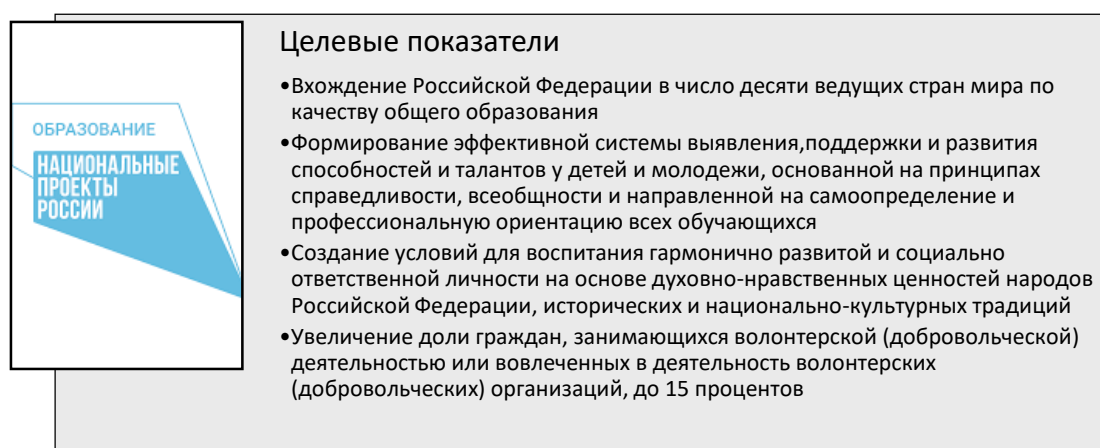 ОБРАЗОВАНИЕ
НАЦИОНАЛЬНЫЕ
ПРОЕКТЫ
РОССИИ
Целевые показатели
•Вхождение Российской Федерации в число десяти ведущих стран мира по
качеству общего образования
•Формирование эффективной системы выявления,поддержки и развития
способностей и талантов у детей и молодежи, основанной на принципах
справедливости, всеобщности и направленной на самоопределение и
профессиональную ориентацию всех обучающихся
•Создание условий для воспитания гармонично развитой и социально
ответственной личности на основе духовно-нравственных ценностей народов
Российской Федерации, исторических и национально-культурных традиций
•Увеличение доли граждан, занимающихся волонтерской (добровольческой)
деятельностью или вовлеченных в деятельность волонтерских
(добровольческих) организаций, до 15 процентов